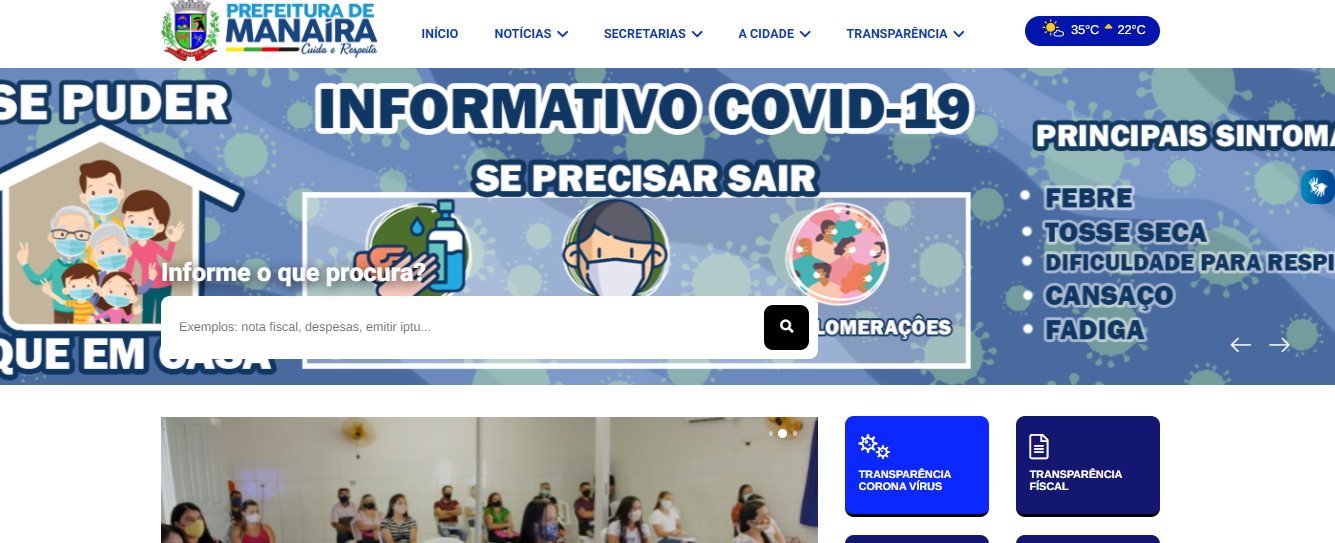 PREFEITURA DE
MANAÍRA
Cuida e Respeita
INÍCIO
NOTÍCIAS
SECRETARIAS
A CIDADE
TRANSPARÊNCIA
35°C 22°C
SE PUDER
QUE EM CASA
INFORMATIVO COVID-19
SE PRECISAR SAIR
LOMERAÇÕES
PRINCIPAIS SINTOMA
FEBRE
TOSSE SECA
DIFICULDADE PARA RESPI
CANSAÇO
FADIGA
Informe o que procura?
Exemplos: nota fiscal, despesas, emitir iptu...
TRANSPARÊNCIA
CORONA VÍRUS
TRANSPARÊNCIA
FÍSCAL